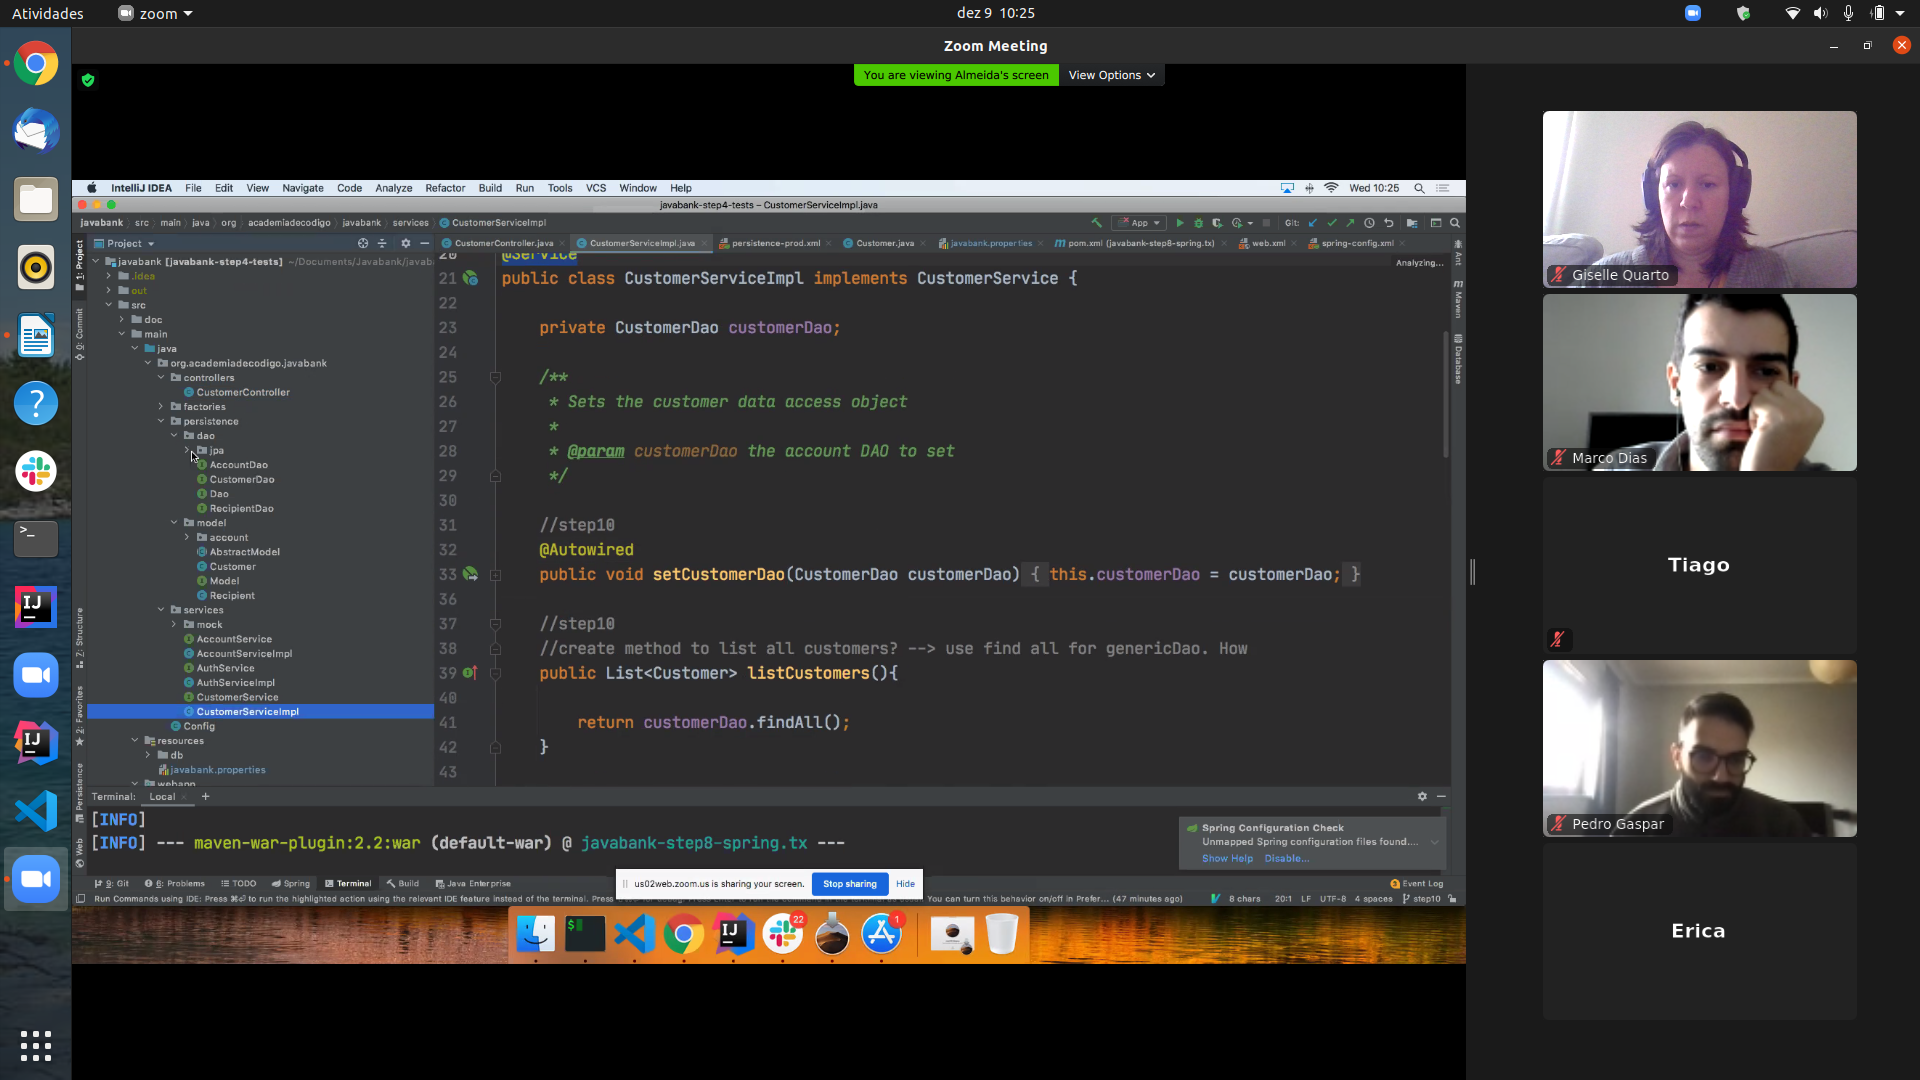 Atividades
zoom
dez 9 10:25
Zoom Meeting
You are viewing Almeida's screen
View Options
IntelliJ IDEA File Edit View Navigate Code Analyze Refactor Build Run Tools VCS Window Help
Wed 10:25
javabank-step4-tests – CustomerServiceImpl.java
javabank src main java org academiadecodigo javabank services CustomerServiceImpl
App
Git:
Project
CustomerController.java
CustomerServiceImpl.java
persistence-prod.xml
Customer.java
javabank.properties
pom.xml (javabank-step8-spring.tx)
web.xml
spring-config.xml
1: Project
0: Commit
7: Structure
2: Favorites
Persistence
Web
javabank [javabank-step4-tests] ~/Documents/Javabank/javab
.idea
out
src
doc
main
java
org.academiadecodigo.javabank
controllers
CustomerController
factories
persistence
dao
jpa
AccountDao
CustomerDao
Dao
RecipientDao
model
account
AbstractModel
Customer
Model
Recipient
services
mock
AccountService
AccountServiceImpl
AuthService
AuthServiceImpl
CustomerService
CustomerServiceImpl
Config
resources
db
javabank.properties
webapp
Analyzing...
Ant
Maven
Database
20 @Service
21 public class CustomerServiceImpl implements CustomerService {
22
23 private CustomerDao customerDao;
24
25 /**
26 * Sets the customer data access object
27 *
28 * @param customerDao the account DAO to set
29 */
30
31 //step10
32 @Autowired
33 public void setCustomerDao(CustomerDao customerDao) { this.customerDao = customerDao; }
36
37 //step10
38 //create method to list all customers? --> use find all for genericDao. How
39 public List<Customer> listCustomers(){
40
41 return customerDao.findAll();
42 }
43
Terminal: Local +
[INFO]
[INFO] --- maven-war-plugin:2.2:war (default-war) @ javabank-step8-spring.tx ---
Spring Configuration Check
Unmapped Spring configuration files found....
Show Help Disable...
9: Git
6: Problems
TODO
Spring
Terminal
Build
Java Enterprise
Event Log
us02web.zoom.us is sharing your screen.
Stop sharing
Hide
Run Commands using IDE: Press ⌘⏎ to run the highlighted action using the relevant IDE feature instead of the terminal. Press
You can turn this behavior on/off in Prefer... (47 minutes ago)
8 chars 20:1 LF UTF-8 4 spaces step10
22
1
Giselle Quarto
Marco Dias
Tiago
Pedro Gaspar
Erica